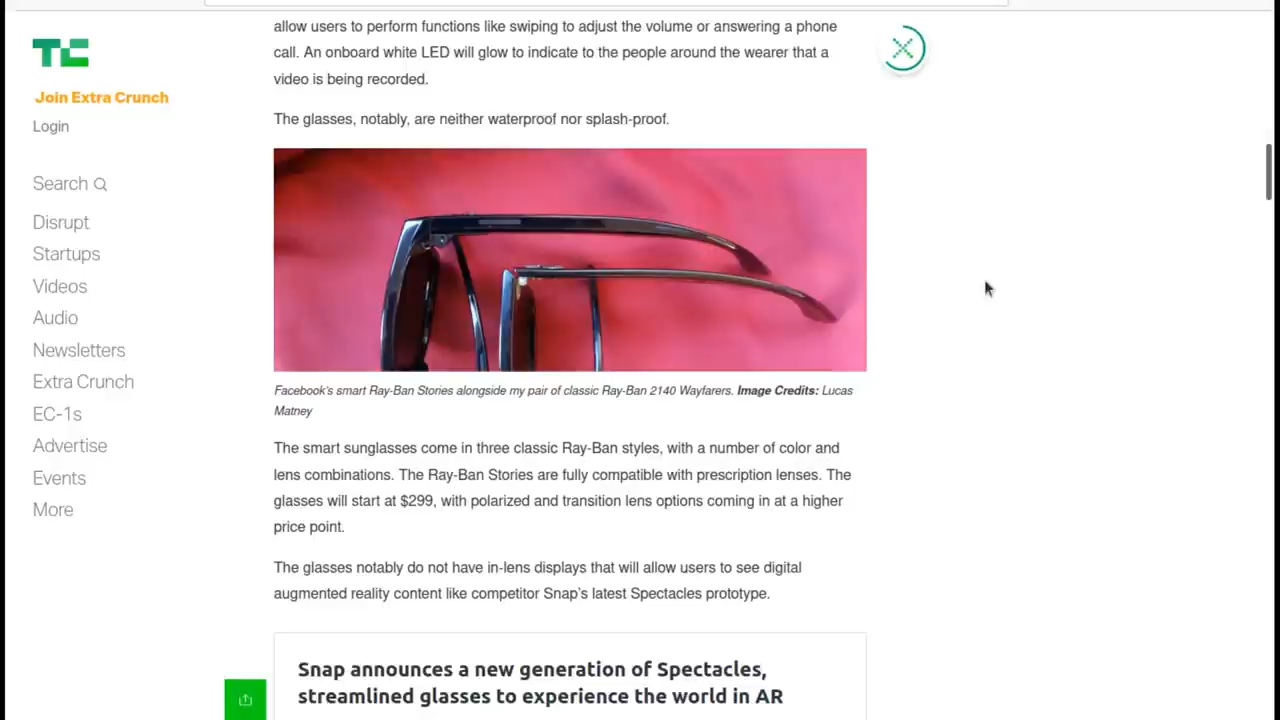 allow users to perform functions like swiping to adjust the volume or answering a phone
call. An onboard white LED will glow to indicate to the people around the wearer that a
video is being recorded.
The glasses, notably, are neither waterproof nor splash-proof.
TC
Join Extra Crunch
Login
Search
Disrupt
Startups
Videos
Audio
Newsletters
Extra Crunch
EC-1s
Advertise
Events
More
Facebook's smart Ray-Ban Stories alongside my pair of classic Ray-Ban 2140 Wayfarers. Image Credits: Lucas
Matney
The smart sunglasses come in three classic Ray-Ban styles, with a number of color and
lens combinations. The Ray-Ban Stories are fully compatible with prescription lenses. The
glasses will start at $299, with polarized and transition lens options coming in at a higher
price point.
The glasses notably do not have in-lens displays that will allow users to see digital
augmented reality content like competitor Snap's latest Spectacles prototype.
Snap announces a new generation of Spectacles,
streamlined glasses to experience the world in AR